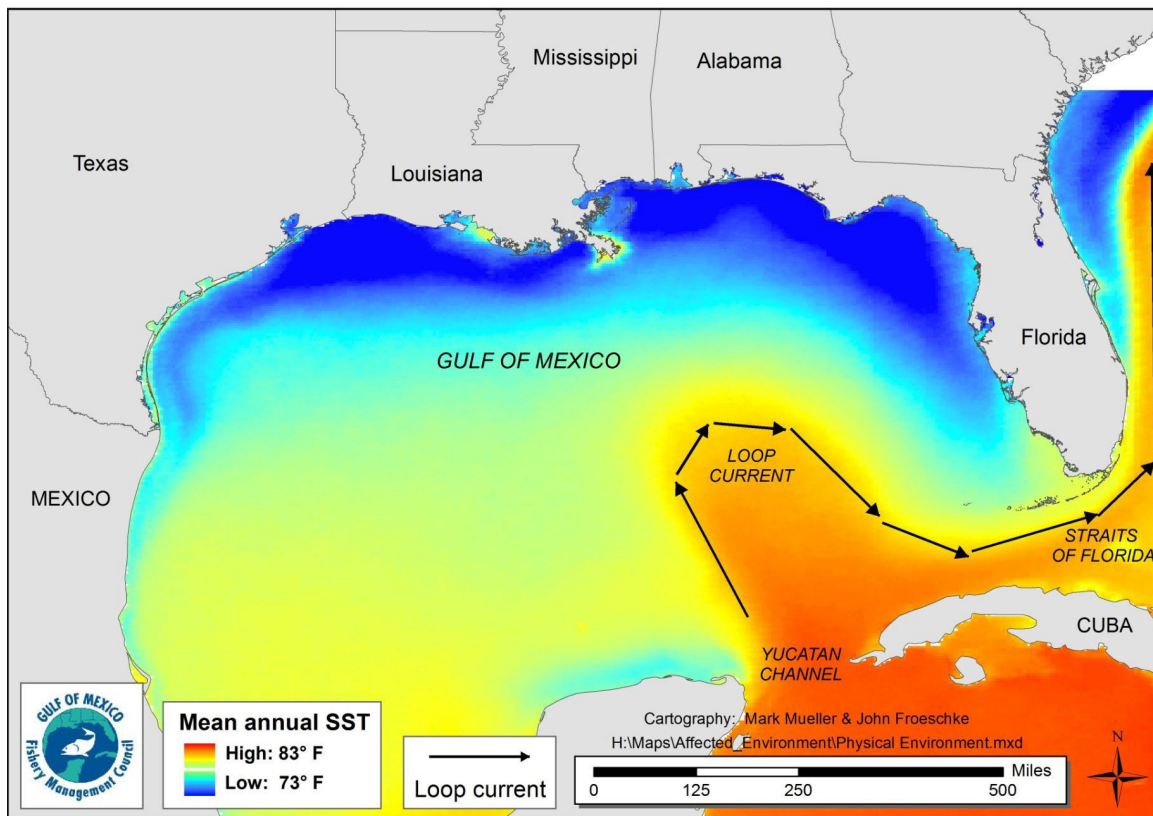 Mississippi
Alabama
Texas
Louisiana
GULF OF MEXICO
Florida
LOOP
CURRENT
MEXICO
STRAITS
OF FLORIDA
CUBA
YUCATAN
CHANNEL
GULF OF MEXICO
Fishery Management Council
Mean annual SST
High: 83° F
Low: 73° F
Loop current
Cartography: Mark Mueller & John Froeschke
H:\Maps\Affected_Environment\Physical Environment.mxd
Miles
0 125 250 500
N